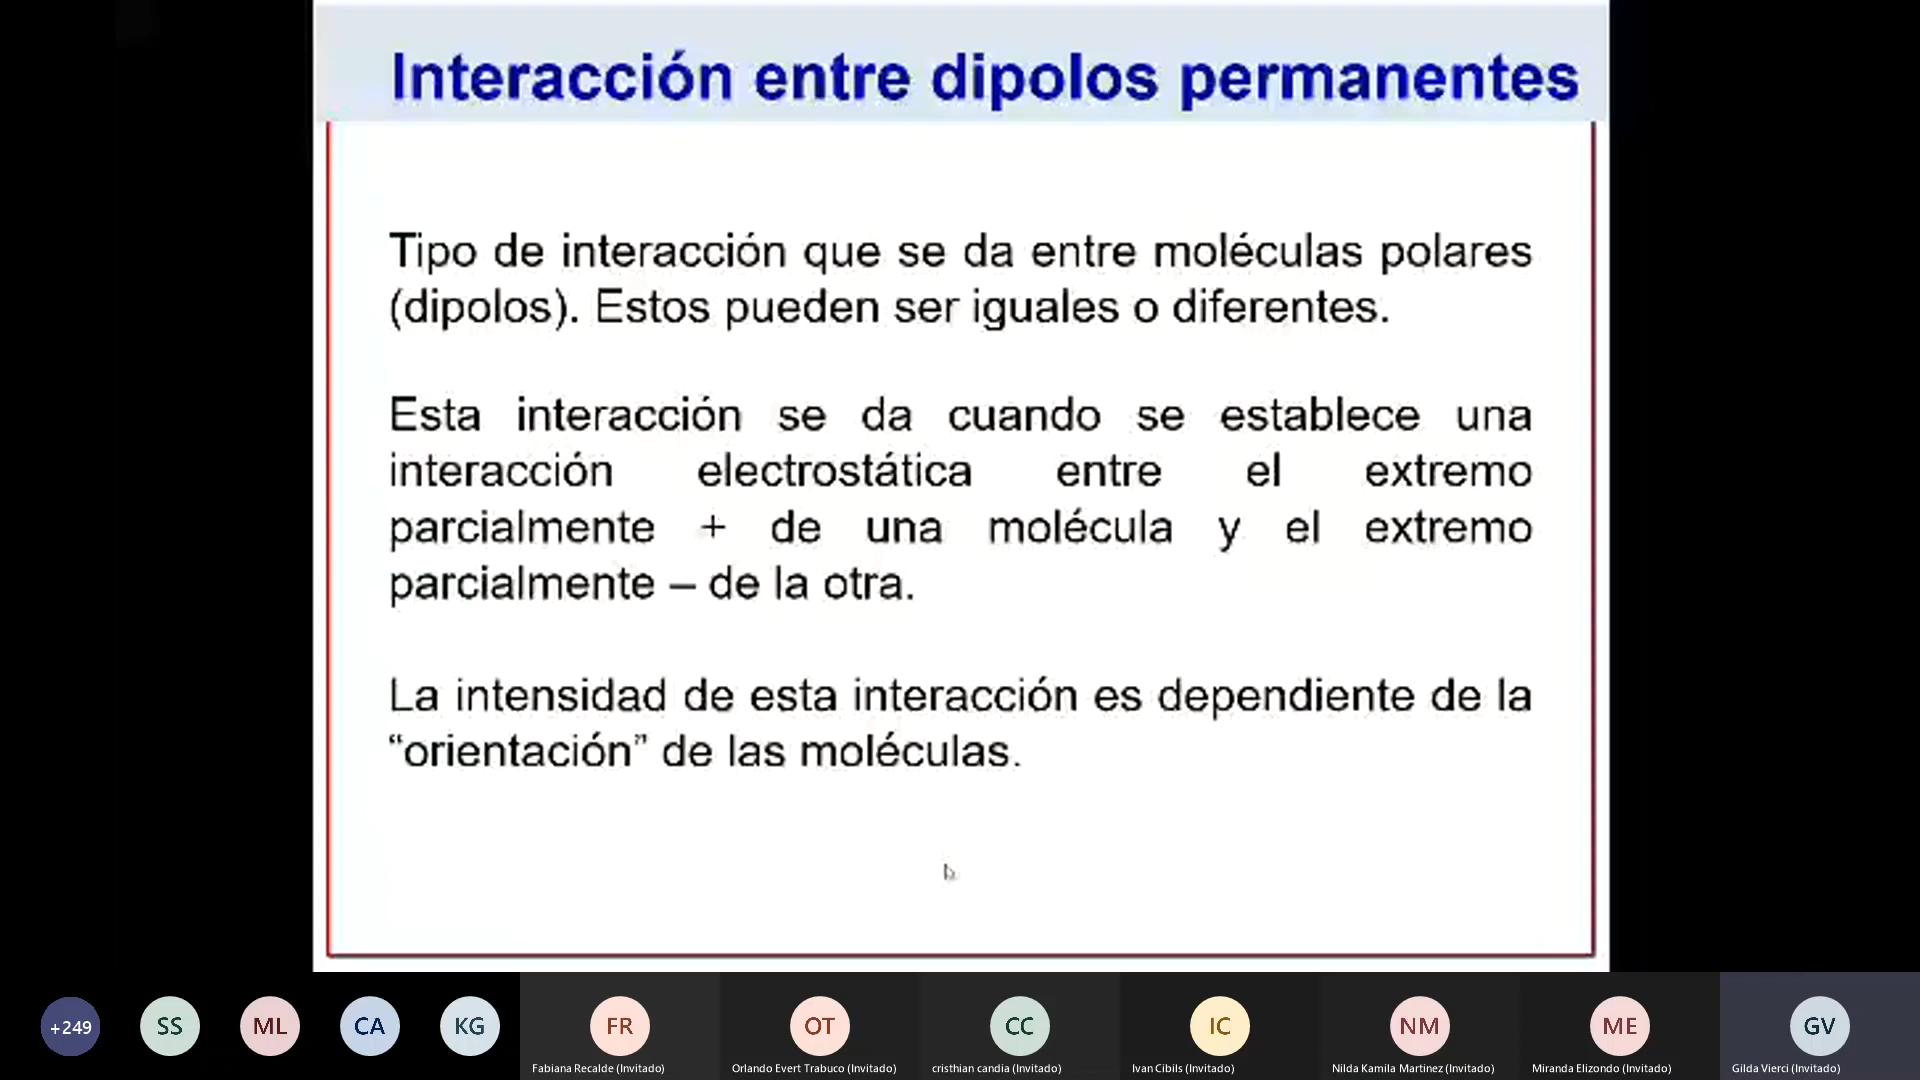 Interacción entre dipolos permanentes
Tipo de interacción que se da entre moléculas polares
(dipolos). Estos pueden ser iguales o diferentes.
Esta interacción se da cuando se establece una
interacción electrostática entre el extremo
parcialmente + de una molécula y el extremo
parcialmente – de la otra.
La intensidad de esta interacción es dependiente de la
“orientación” de las moléculas.
+249
SS
ML
CA
KG
FR
OT
CC
IC
NM
ME
GV
Fabiana Recalde (Invitado)
Orlando Evert Trabuco (Invitado)
cristhian candia (Invitado)
Ivan Cibils (Invitado)
Nilda Kamila Martinez (Invitado)
Miranda Elizondo (Invitado)
Gilda Vierci (Invitado)